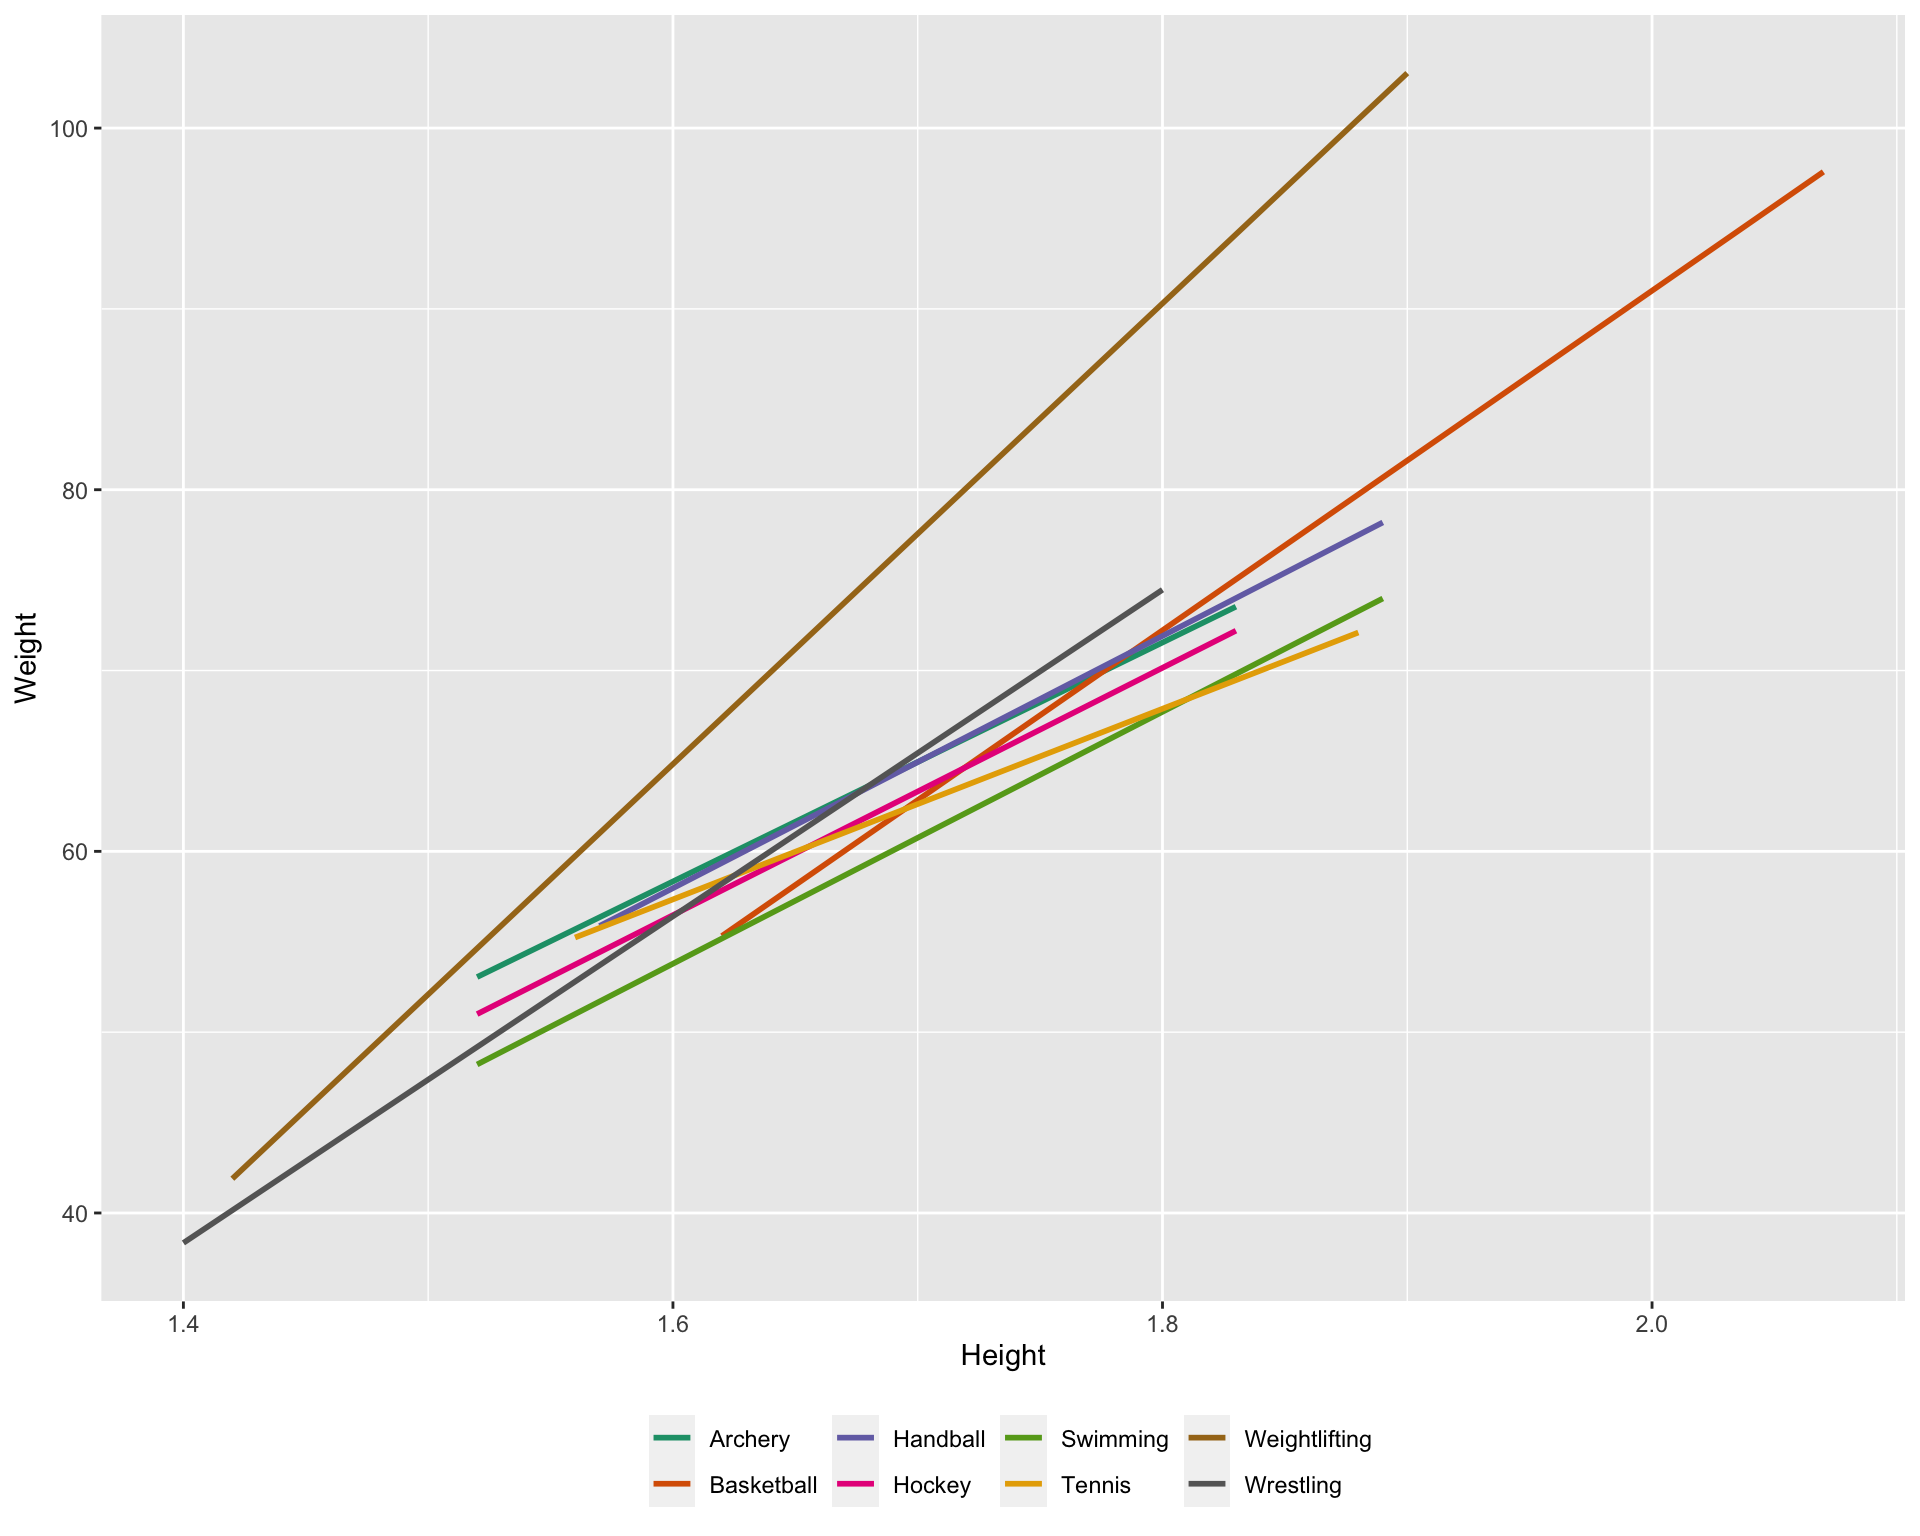 100
80
60
40
Weight
1.4 1.6 1.8 2.0
Height
Archery Handball Swimming Weightlifting
Basketball Hockey Tennis Wrestling